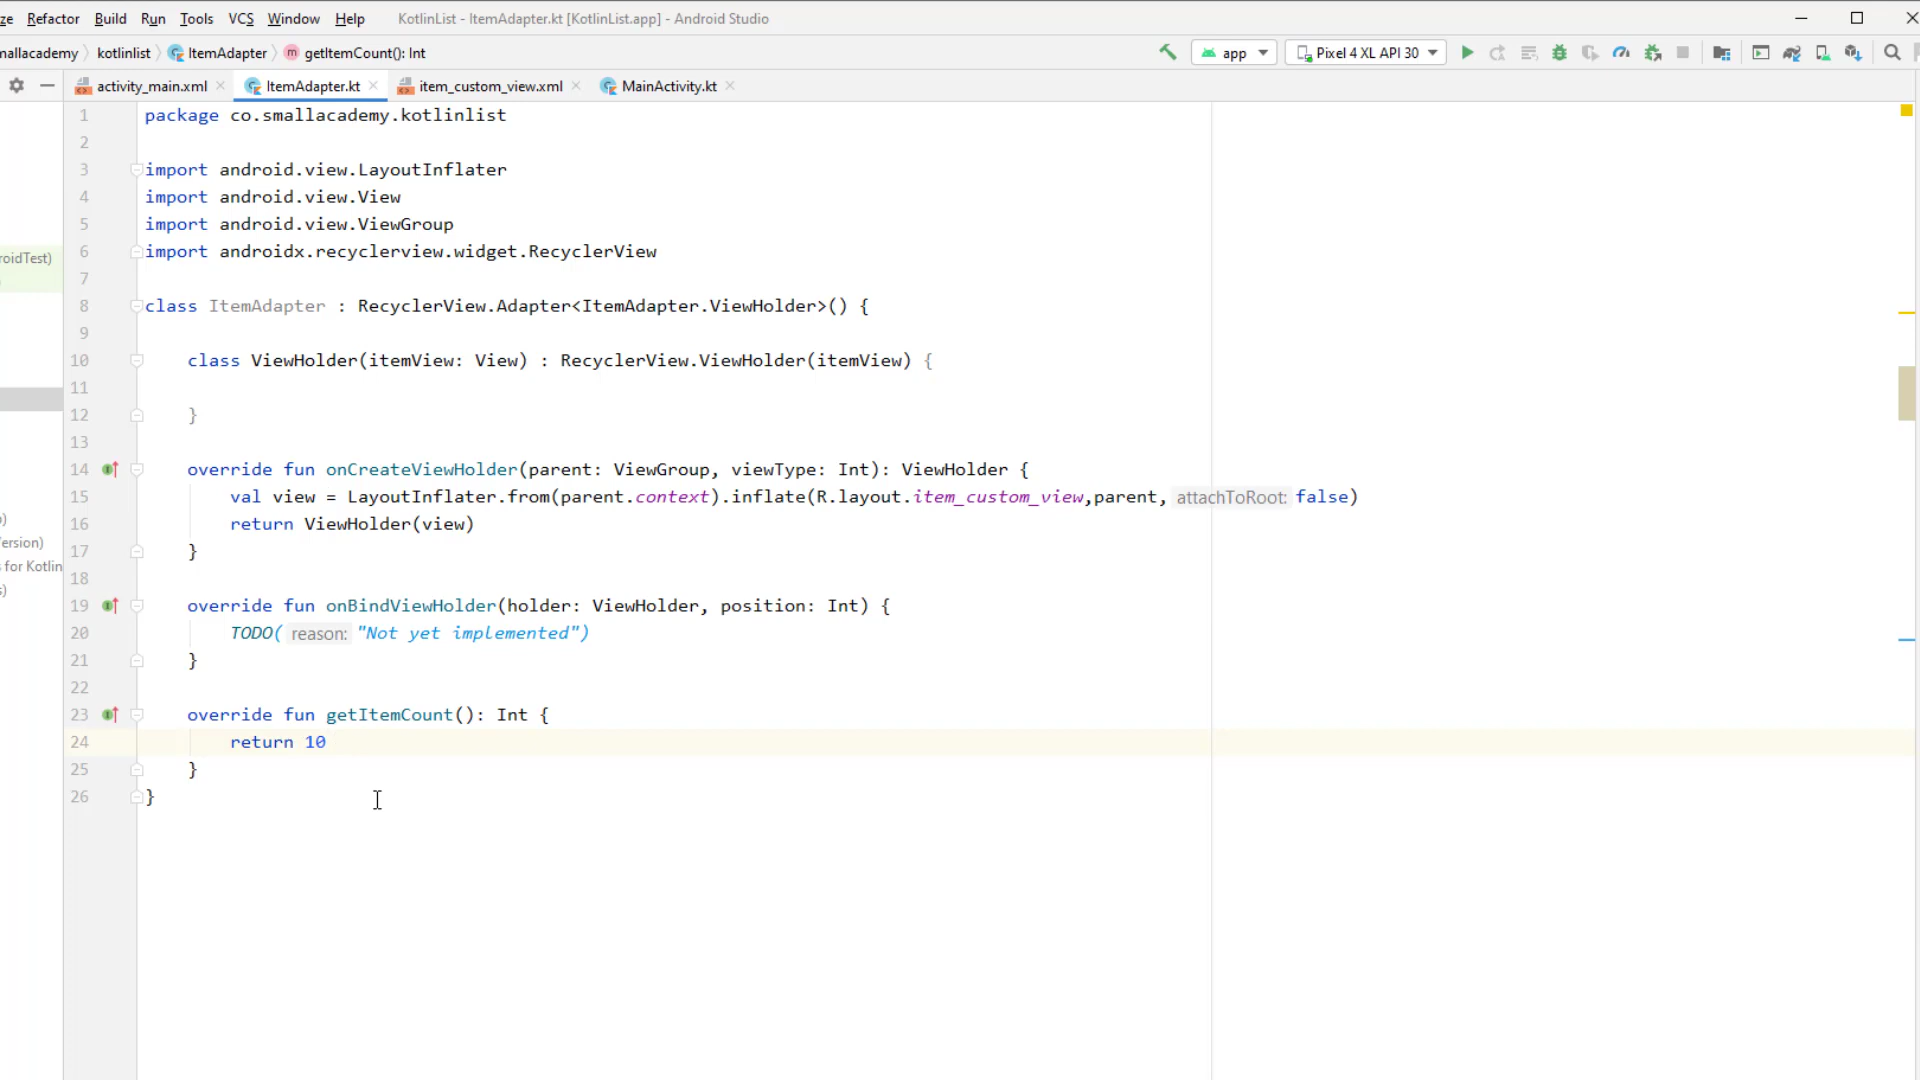 ze Refactor Build Run Tools VCS Window Help KotlinList - ItemAdapter.kt [KotlinList.app] - Android Studio
mallacademy kotlinlist ItemAdapter getItemCount(): Int app Pixel 4 XL API 30
activity_main.xml ItemAdapter.kt item_custom_view.xml MainActivity.kt
1 package co.smallacademy.kotlinlist
2
3 import android.view.LayoutInflater
4 import android.view.View
5 import android.view.ViewGroup
6 import androidx.recyclerview.widget.RecyclerView
7
8 class ItemAdapter : RecyclerView.Adapter<ItemAdapter.ViewHolder>() {
9
10 class ViewHolder(itemView: View) : RecyclerView.ViewHolder(itemView) {
11
12 }
13
14 override fun onCreateViewHolder(parent: ViewGroup, viewType: Int): ViewHolder {
15 val view = LayoutInflater.from(parent.context).inflate(R.layout.item_custom_view,parent, attachToRoot: false)
16 return ViewHolder(view)
17 }
18
19 override fun onBindViewHolder(holder: ViewHolder, position: Int) {
20 TODO( reason: "Not yet implemented")
21 }
22
23 override fun getItemCount(): Int {
24 return 10
25 }
26 }
roidTest)
)
ersion)
s for Kotlin
s)